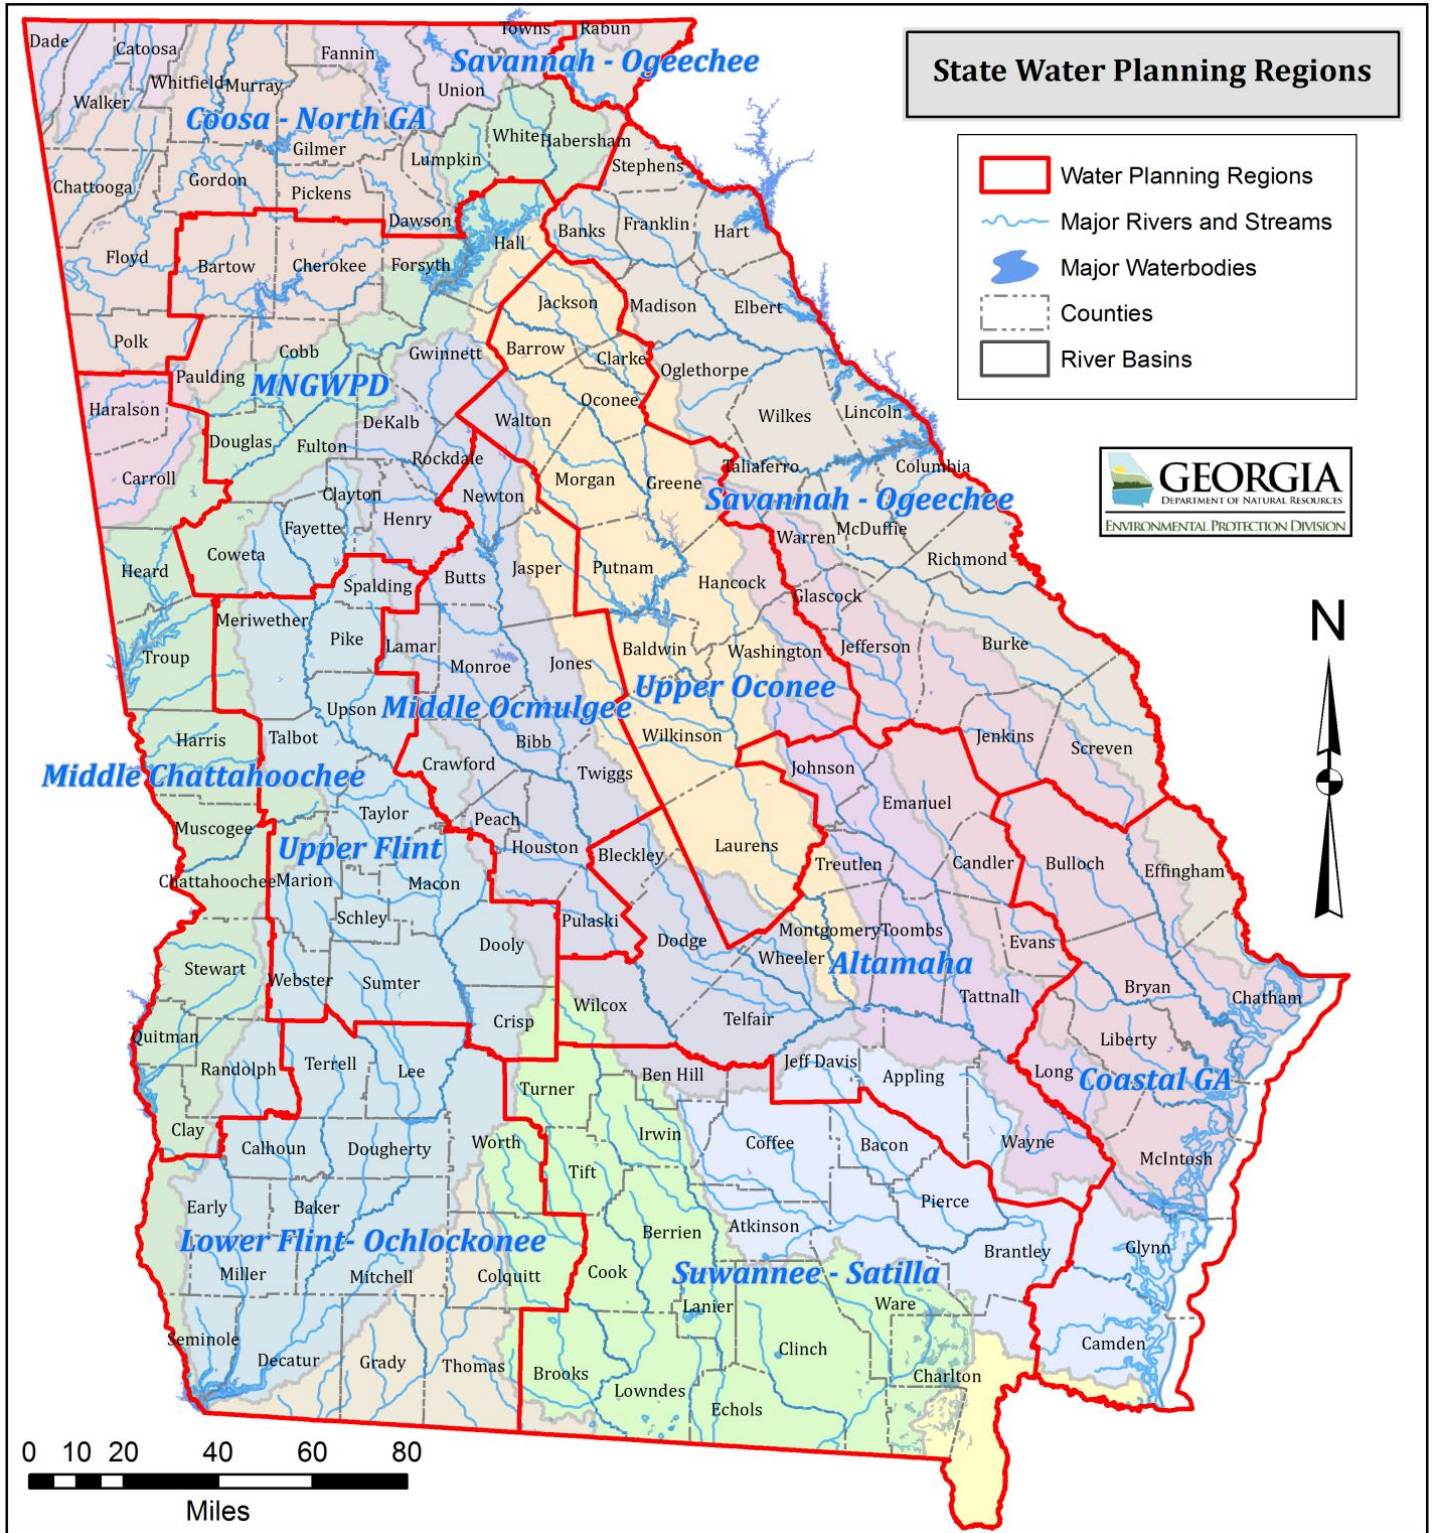 State Water Planning Regions
Water Planning Regions
Major Rivers and Streams
Major Waterbodies
Counties
River Basins
GEORGIA
DEPARTMENT OF NATURAL RESOURCES
ENVIRONMENTAL PROTECTION DIVISION
N
Towns
Rabun
Dade
Catoosa
Fannin
Savannah - Ogeechee
Whitfield
Murray
Union
Walker
Coosa - North GA
White
Habersham
Gilmer
Lumpkin
Stephens
Chattooga
Gordon
Pickens
Dawson
Banks
Franklin
Hart
Hall
Floyd
Bartow
Cherokee
Forsyth
Jackson
Madison
Elbert
Polk
Cobb
Gwinnett
Barrow
Clarke
Oglethorpe
Paulding
MNGWPD
Haralson
DeKalb
Oconee
Walton
Wilkes
Lincoln
Douglas
Fulton
Rockdale
Taliaferro
Columbia
Carroll
Clayton
Newton
Morgan
Greene
Savannah - Ogeechee
Fayette
Henry
Warren
McDuffie
Coweta
Richmond
Heard
Spalding
Butts
Jasper
Putnam
Hancock
Glascock
Meriwether
Pike
Lamar
Baldwin
Washington
Jefferson
Burke
Troup
Monroe
Jones
Upper Oconee
Upson
Middle Ocmulgee
Harris
Talbot
Bibb
Wilkinson
Jenkins
Screven
Middle Chattahoochee
Crawford
Twiggs
Johnson
Emanuel
Muscogee
Taylor
Peach
Upper Flint
Houston
Bleckley
Laurens
Treutlen
Candler
Bulloch
Effingham
Chattahoochee
Marion
Macon
Schley
Pulaski
Dooly
Dodge
Montgomery
Toombs
Evans
Stewart
Webster
Sumter
Wheeler
Altamaha
Bryan
Tattnall
Chatham
Wilcox
Crisp
Telfair
Quitman
Liberty
Randolph
Terrell
Lee
Turner
Ben Hill
Jeff Davis
Appling
Long
Coastal GA
Clay
Calhoun
Dougherty
Worth
Irwin
Coffee
Bacon
Wayne
McIntosh
Tift
Early
Baker
Pierce
Atkinson
Berrien
Lower Flint- Ochlockonee
Brantley
Glynn
Miller
Mitchell
Colquitt
Cook
Suwannee - Satilla
Lanier
Ware
Seminole
Decatur
Grady
Thomas
Brooks
Clinch
Camden
Charlton
Lowndes
Echols
0 10 20 40 60 80
Miles